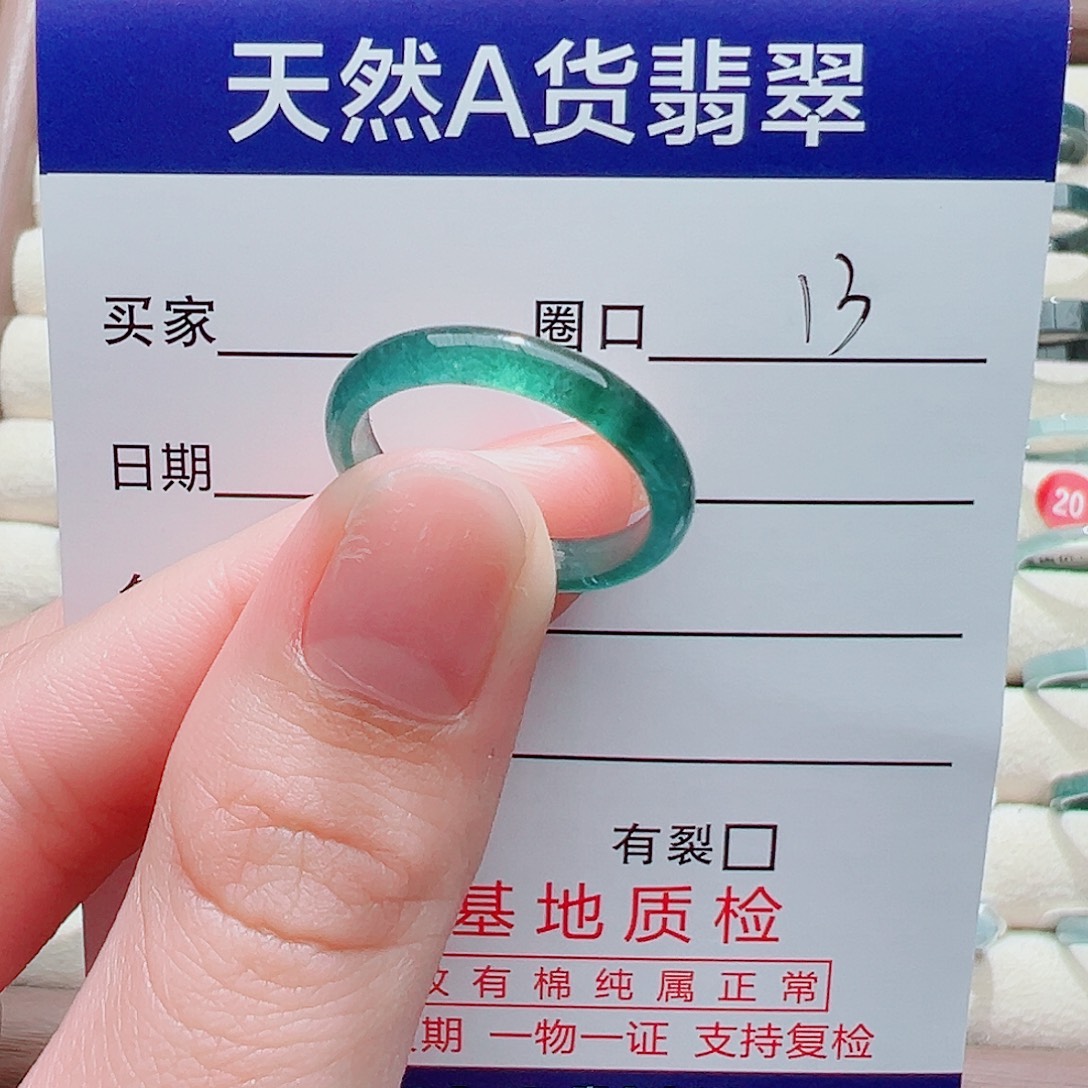 天然A货翡翠
买家
圈口 13
日期
有裂
基地质检
有棉纯属正常
期 一物一证 支持复检
20